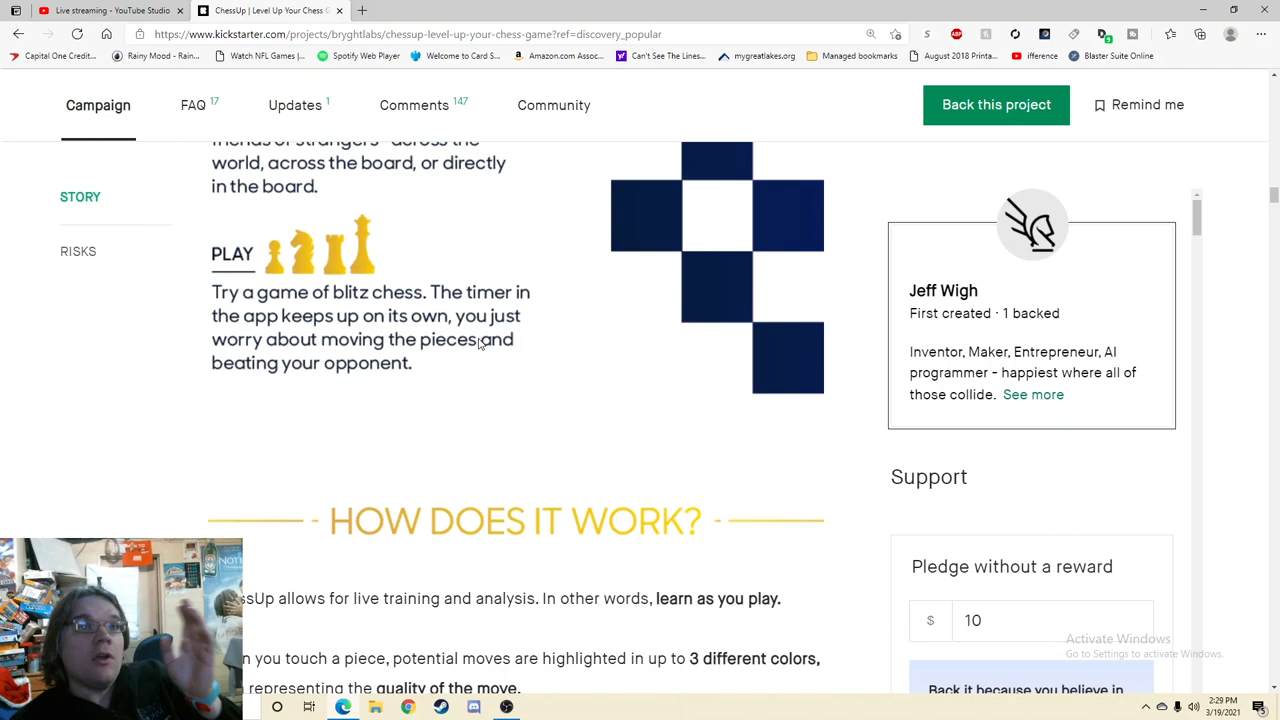 Live streaming - YouTube Studio
ChessUp | Level Up Your Chess G
https://www.kickstarter.com/projects/bryghtlabs/chessup-level-up-your-chess-game?ref=discovery_popular
Capital One Credit...
Rainy Mood - Rainy...
Watch NFL Games |...
Spotify Web Player
Welcome to Card S...
Amazon.com Assoc...
Can't See The Lines...
mygreatlakes.org
Managed bookmarks
August 2018 Printa...
ifference
Blaster Suite Online
Campaign
FAQ 17
Updates 1
Comments 147
Community
Back this project
Remind me
STORY
RISKS
world, across the board, or directly
in the board.
PLAY
Try a game of blitz chess. The timer in
the app keeps up on its own, you just
worry about moving the pieces and
beating your opponent.
HOW DOES IT WORK?
ssUp allows for live training and analysis. In other words, learn as you play.
n you touch a piece, potential moves are highlighted in up to 3 different colors,
representing the quality of the move.
Jeff Wigh
First created · 1 backed
Inventor, Maker, Entrepreneur, AI
programmer - happiest where all of
those collide. See more
Support
Pledge without a reward
$ 10
Back it because you believe in
Activate Windows
Go to Settings to activate Windows.
2:29 PM
3/19/2021